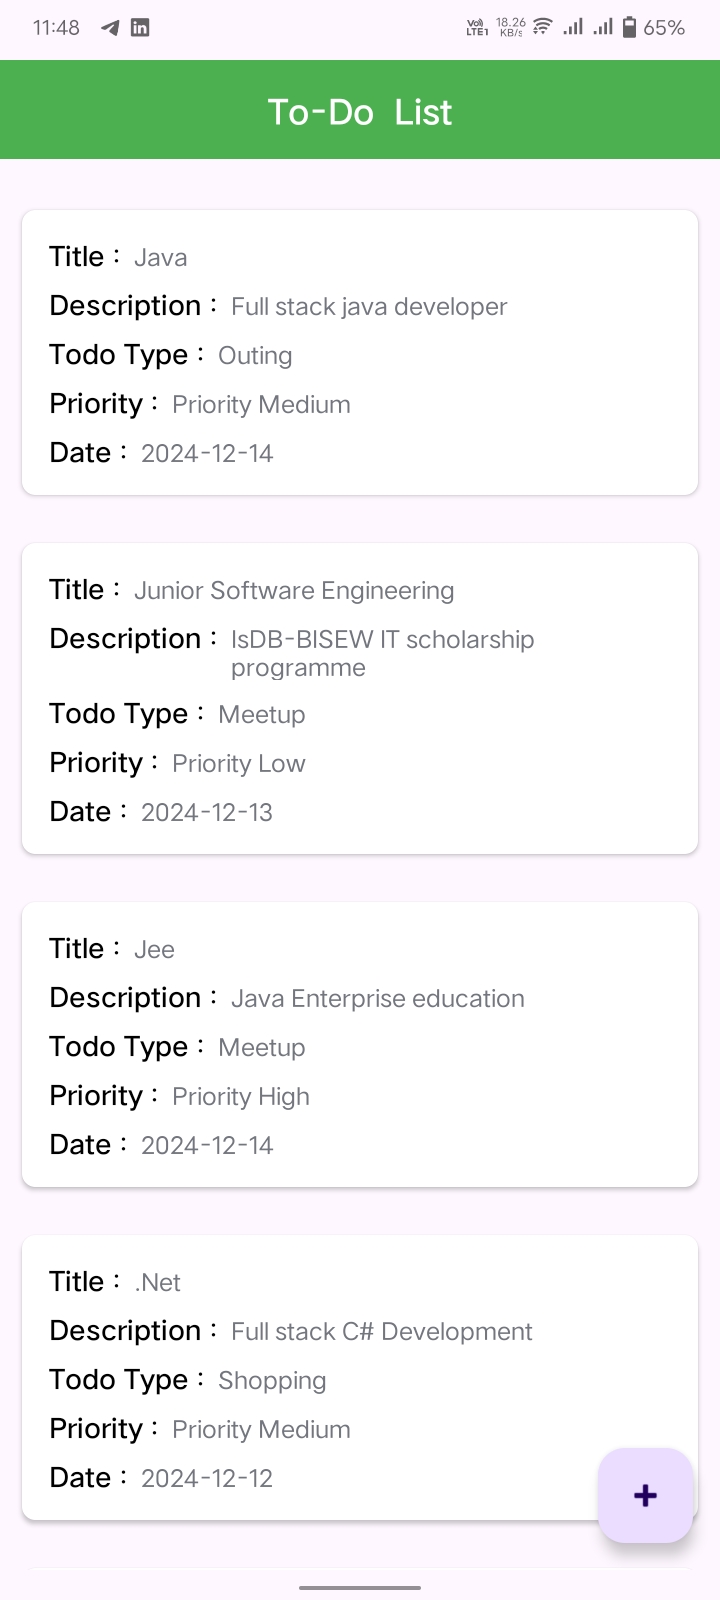 11:48 in Vo) LTE1 18.26 KB/s 65%
To-Do List
Title : Java
Description : Full stack java developer
Todo Type : Outing
Priority : Priority Medium
Date : 2024-12-14
Title : Junior Software Engineering
Description : IsDB-BISEW IT scholarship
programme
Todo Type : Meetup
Priority : Priority Low
Date : 2024-12-13
Title : Jee
Description : Java Enterprise education
Todo Type : Meetup
Priority : Priority High
Date : 2024-12-14
Title : .Net
Description : Full stack C# Development
Todo Type : Shopping
Priority : Priority Medium
Date : 2024-12-12
+